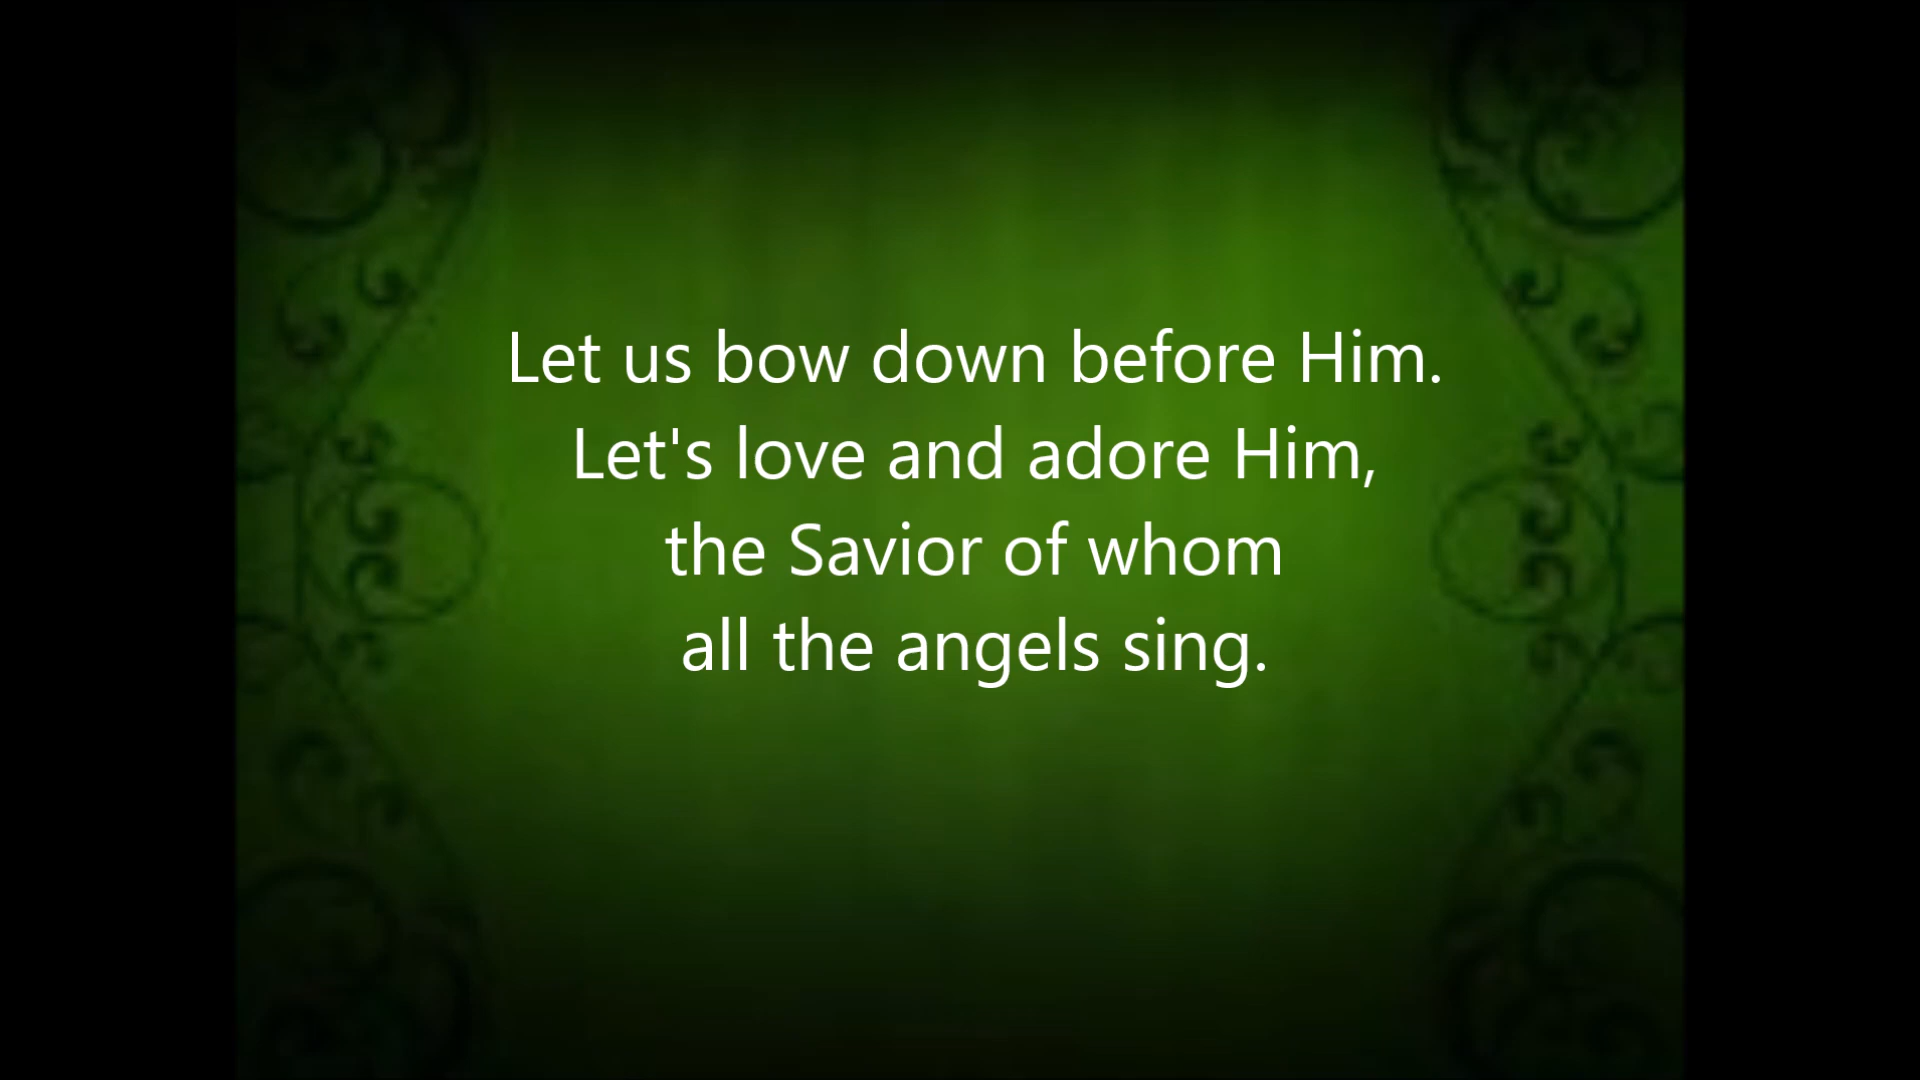 Let us bow down before Him.
Let's love and adore Him,
the Savior of whom
all the angels sing.